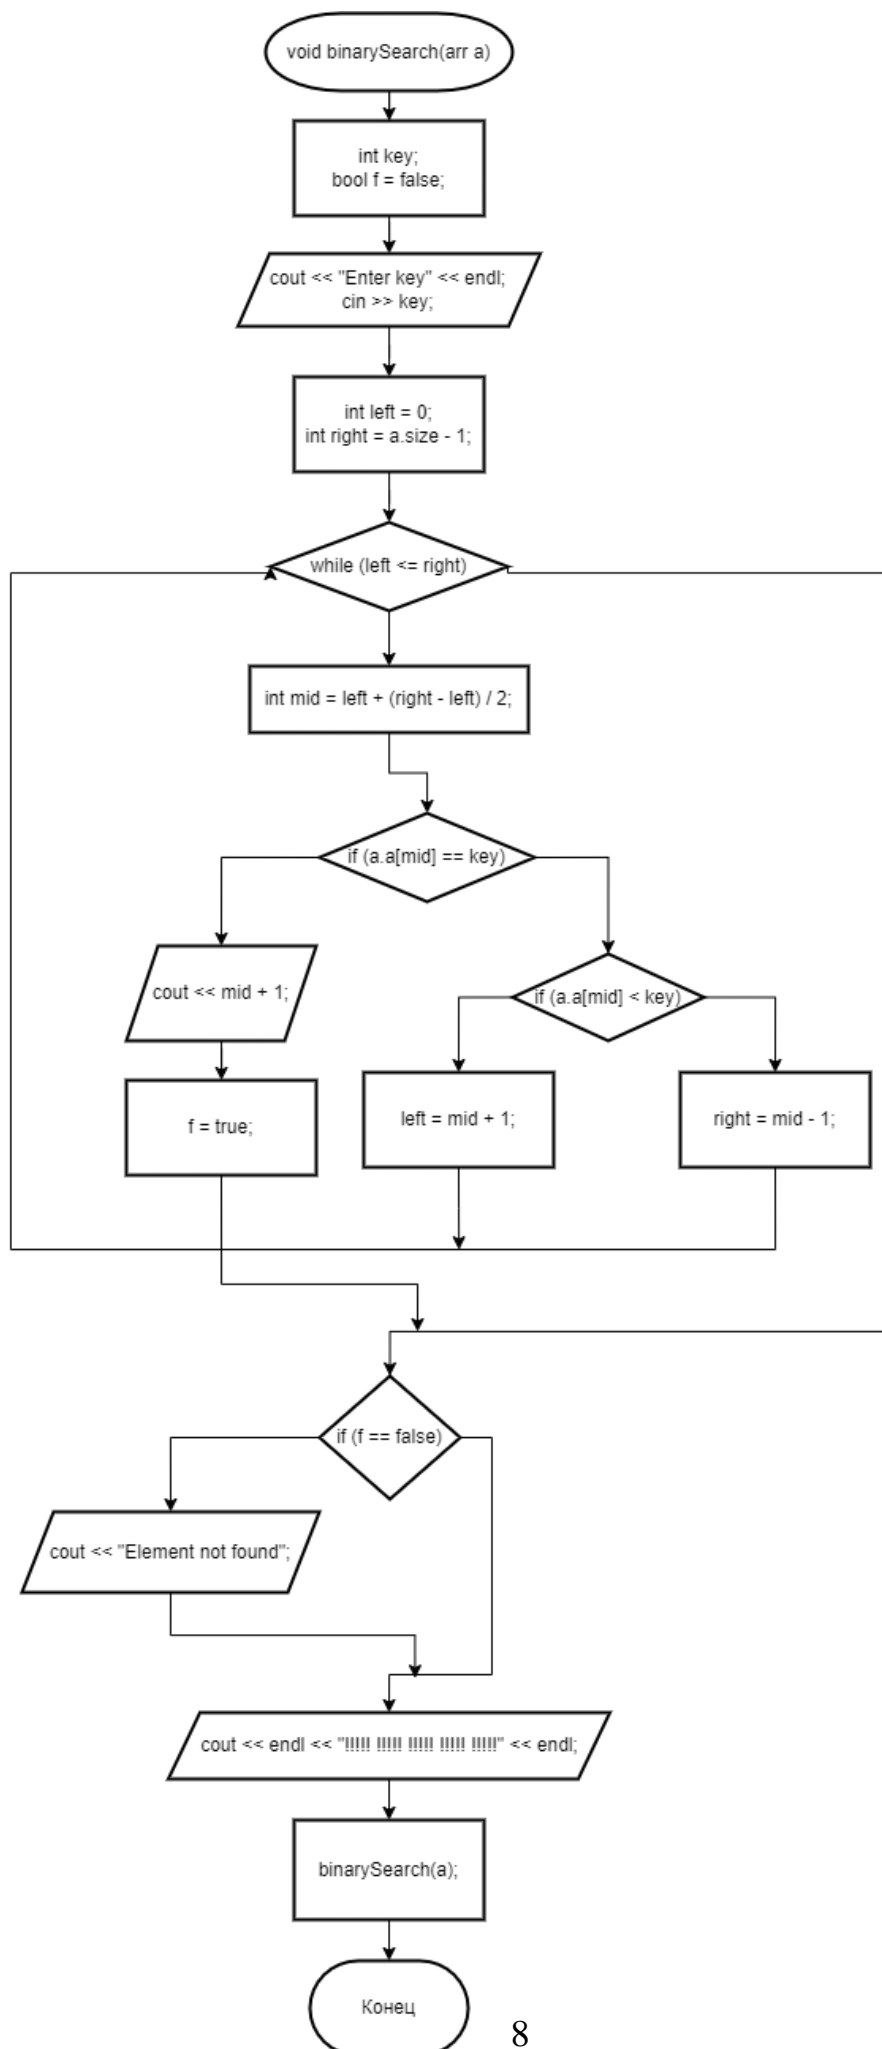 void binarySearch(arr a)
int key;
bool f = false;
cout << "Enter key" << endl;
cin >> key;
int left = 0;
int right = a.size - 1;
while (left <= right)
int mid = left + (right - left) / 2;
if (a.a[mid] == key)
cout << mid + 1;
if (a.a[mid] < key)
f = true;
left = mid + 1;
right = mid - 1;
if (f == false)
cout << "Element not found";
cout << endl << "!!!!! !!!!! !!!!! !!!!! !!!!!" << endl;
binarySearch(a);
Конец
8